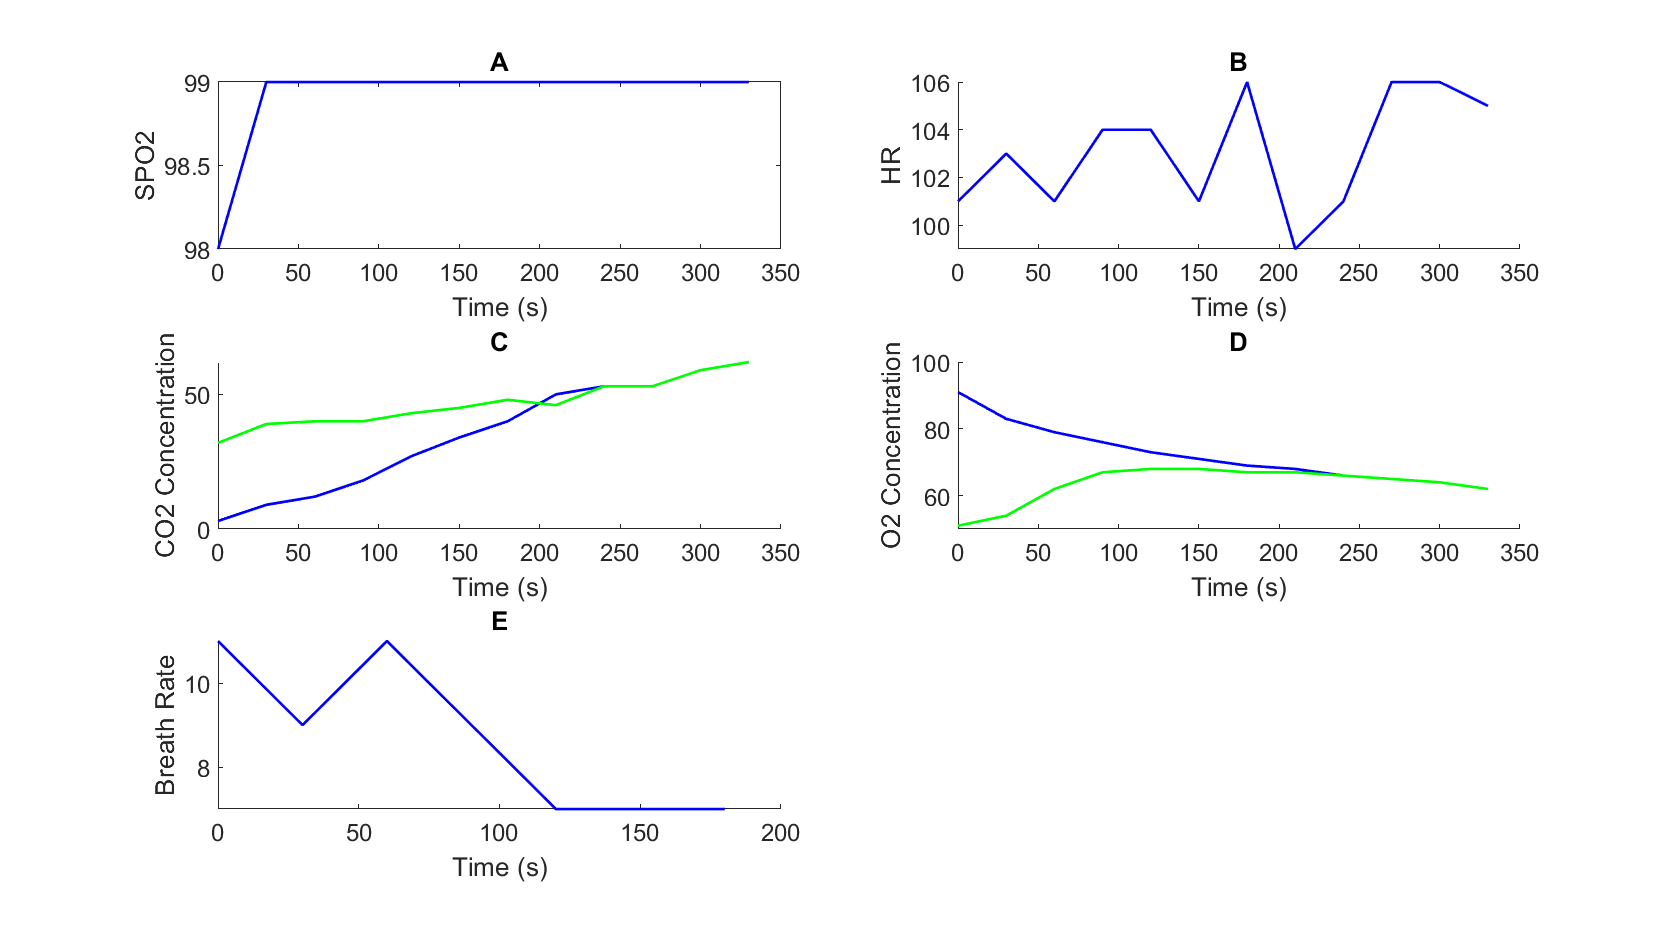 A
SPO2
99
98.5
98
0 50 100 150 200 250 300 350
Time (s)
B
HR
106
104
102
100
0 50 100 150 200 250 300 350
Time (s)
C
CO2 Concentration
50
0
0 50 100 150 200 250 300 350
Time (s)
D
O2 Concentration
100
80
60
0 50 100 150 200 250 300 350
Time (s)
E
Breath Rate
10
8
0 50 100 150 200
Time (s)